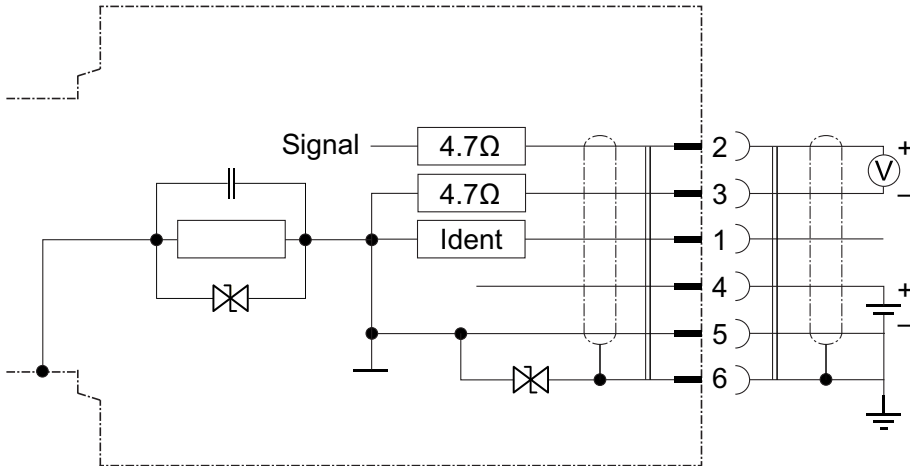 Signal 4.7Ω 2 +
V
4.7Ω 3 –
Ident 1
4 +
–
5
6